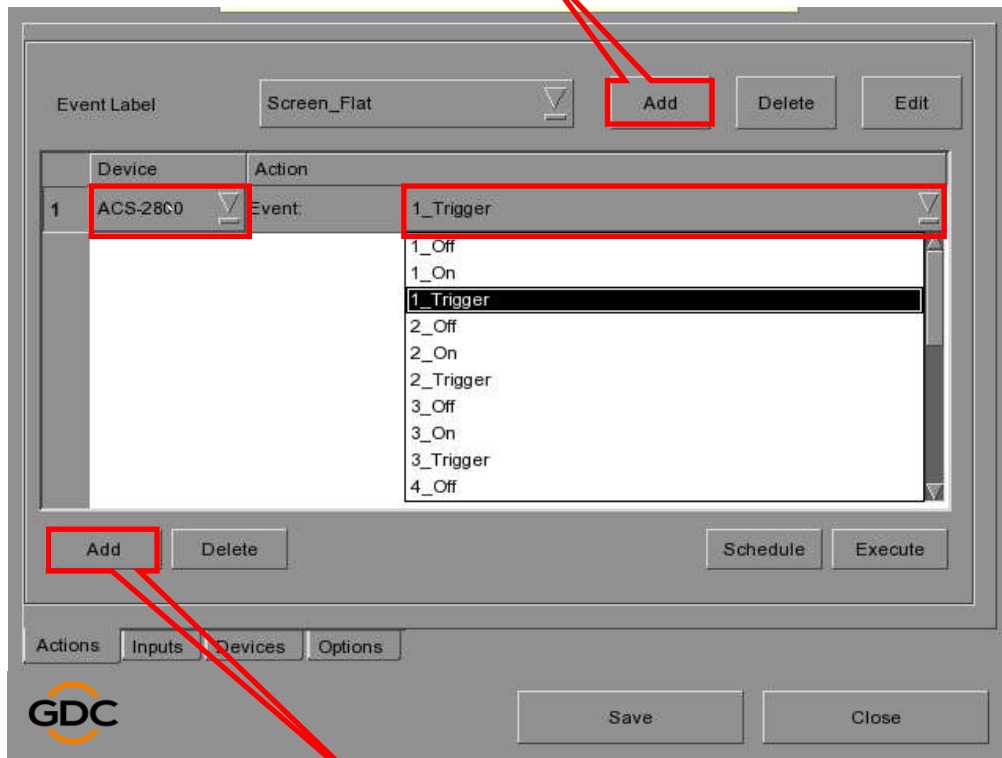 Event Label Screen_Flat Add Delete Edit
Device Action
1 ACS-2800 Event: 1_Trigger
1_Off
1_On
1_Trigger
2_Off
2_On
2_Trigger
3_Off
3_On
3_Trigger
4_Off
Add Delete Schedule Execute
Actions Inputs Devices Options
GDC Save Close